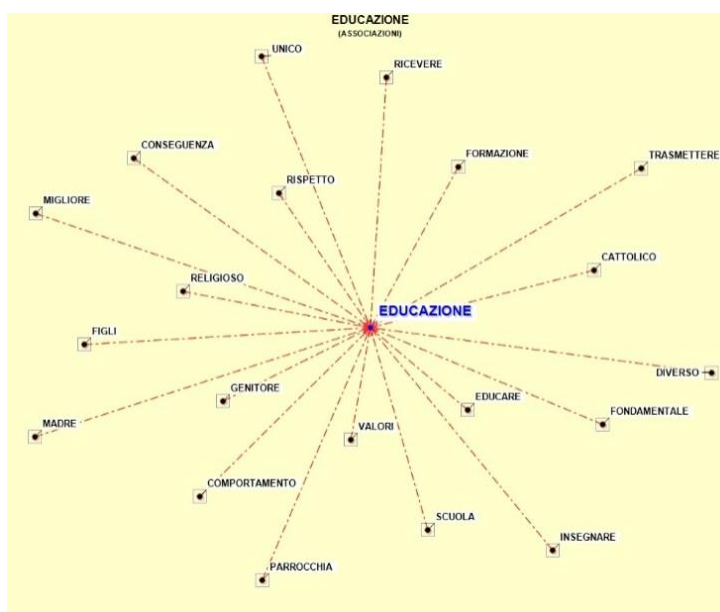 EDUCAZIONE
(ASSOCIAZIONI)
UNICO
RICEVERE
CONSEGUENZA
FORMAZIONE
TRASMETTERE
RISPETTO
MIGLIORE
CATTOLICO
RELIGIOSO
EDUCAZIONE
FIGLI
DIVERSO
GENITORE
EDUCARE
FONDAMENTALE
MADRE
VALORI
COMPORTAMENTO
SCUOLA
INSEGNARE
PARROCCHIA